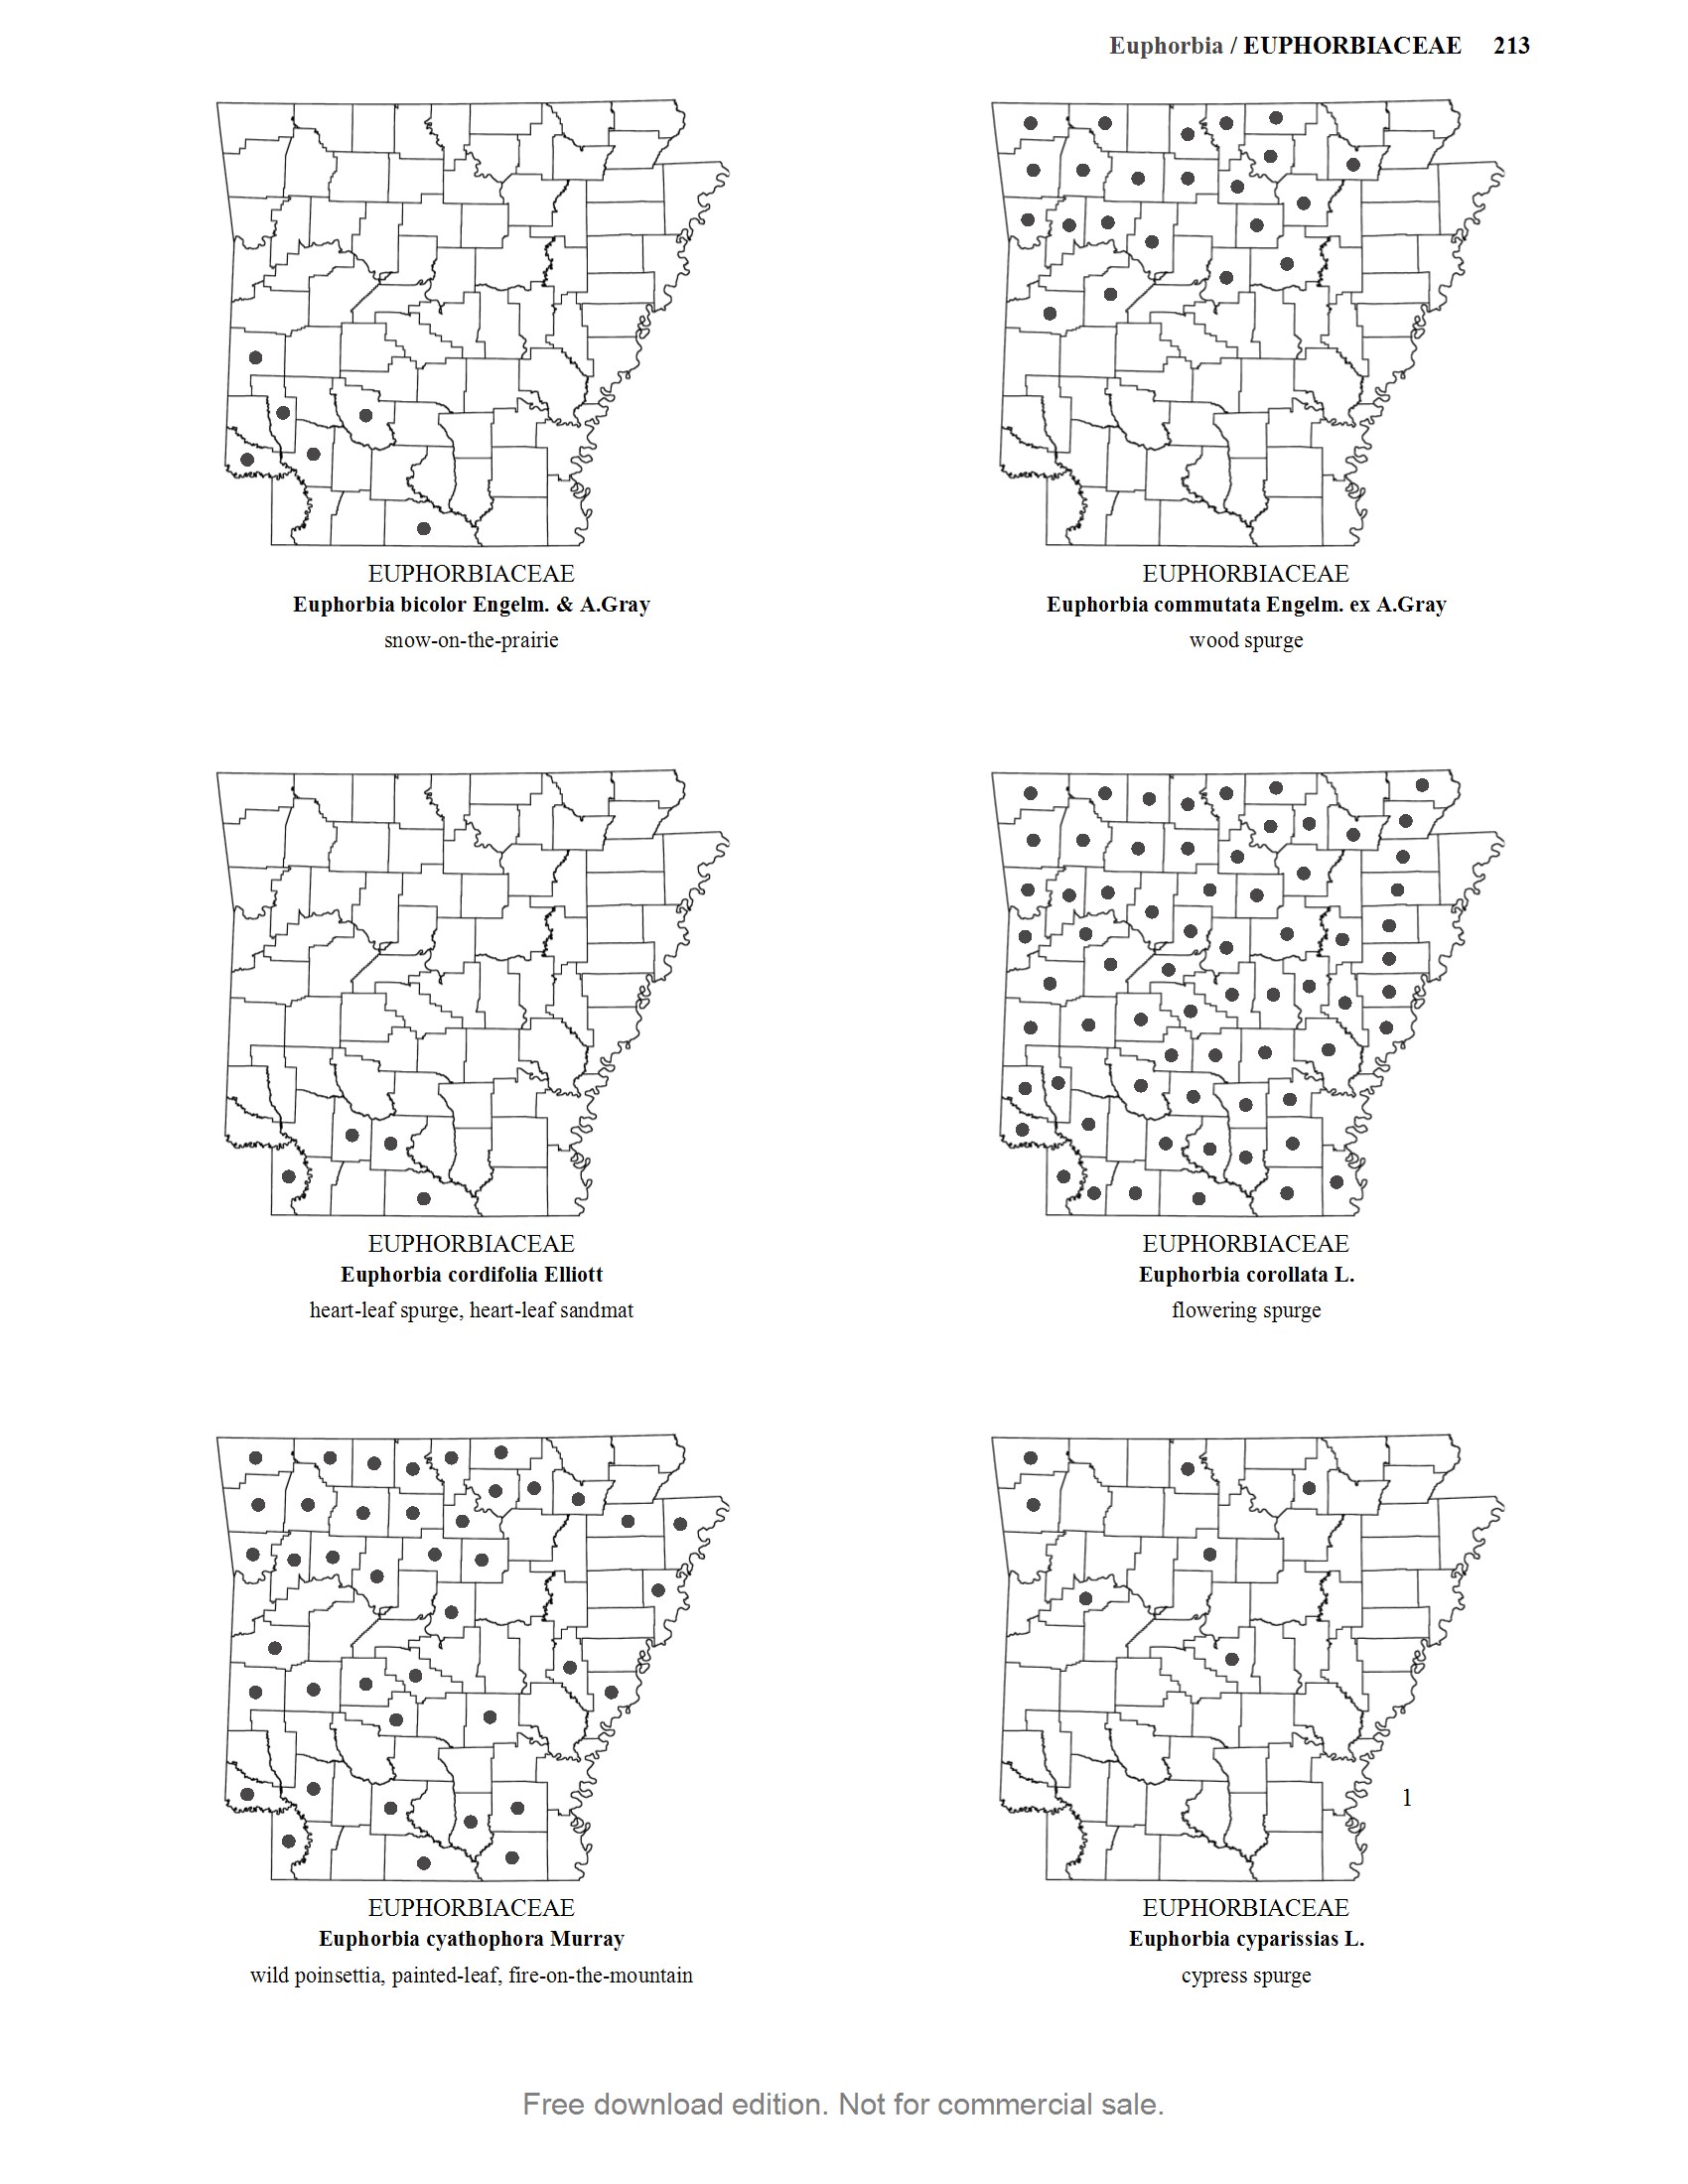 Euphorbia / EUPHORBIACEAE 213
EUPHORBIACEAE
Euphorbia bicolor Engelm. & A.Gray
snow-on-the-prairie
EUPHORBIACEAE
Euphorbia commutata Engelm. ex A.Gray
wood spurge
EUPHORBIACEAE
Euphorbia cordifolia Elliott
heart-leaf spurge, heart-leaf sandmat
EUPHORBIACEAE
Euphorbia corollata L.
flowering spurge
EUPHORBIACEAE
Euphorbia cyathophora Murray
wild poinsettia, painted-leaf, fire-on-the-mountain
1
EUPHORBIACEAE
Euphorbia cyparissias L.
cypress spurge
Free download edition. Not for commercial sale.